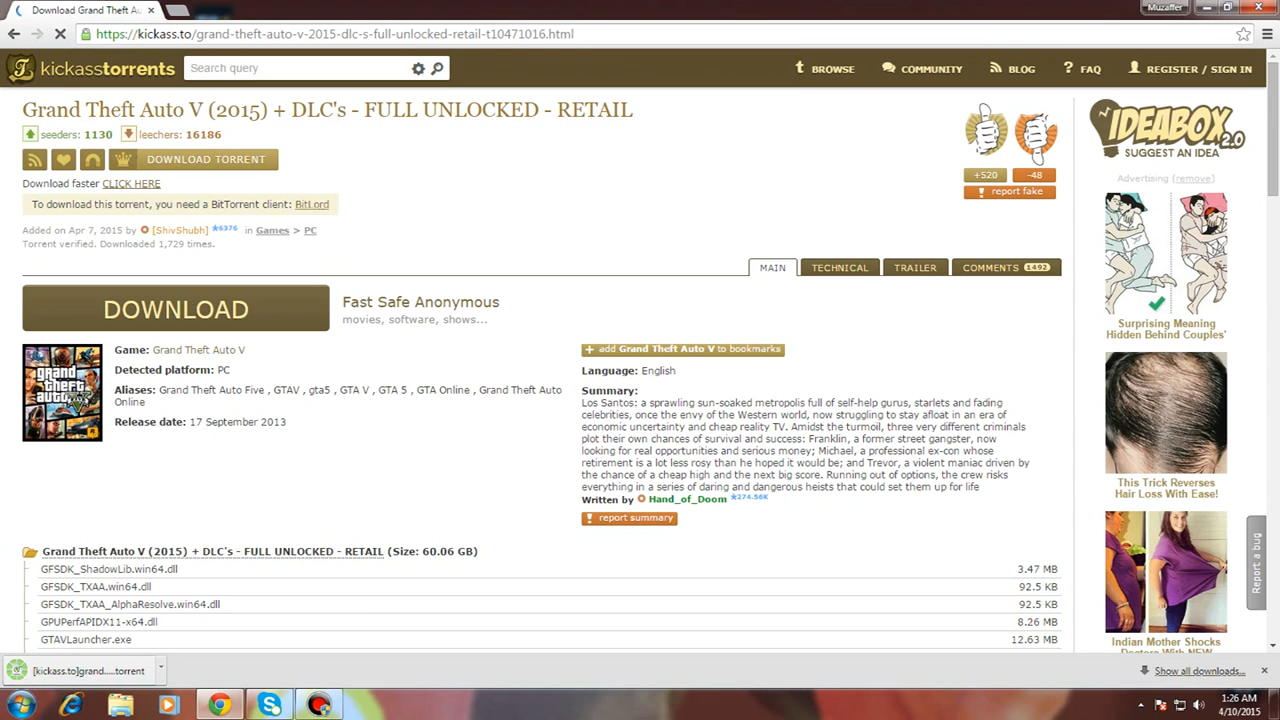 Download Grand Theft Au
Muzaffer
https://kickass.to/grand-theft-auto-v-2015-dlc-s-full-unlocked-retail-t10471016.html
kickasstorrents
Search query
BROWSE
COMMUNITY
BLOG
? FAQ
REGISTER / SIGN IN
Grand Theft Auto V (2015) + DLC's - FULL UNLOCKED - RETAIL
seeders: 1130 leechers: 16186
DOWNLOAD TORRENT
Download faster CLICK HERE
To download this torrent, you need a BitTorrent client: BitLord
Added on Apr 7, 2015 by [ShivShubh] 6376 in Games > PC
Torrent verified. Downloaded 1,729 times.
+520
-48
! report fake
IDEABOX 2.0
SUGGEST AN IDEA
Advertising (remove)
MAIN
TECHNICAL
TRAILER
COMMENTS 1492
DOWNLOAD
Fast Safe Anonymous
movies, software, shows...
grand
theft
auto
Game: Grand Theft Auto V
Detected platform: PC
Aliases: Grand Theft Auto Five , GTAV , gta5 , GTA V , GTA 5 , GTA Online , Grand Theft Auto
Online
Release date: 17 September 2013
+ add Grand Theft Auto V to bookmarks
Language: English
Summary:
Los Santos: a sprawling sun-soaked metropolis full of self-help gurus, starlets and fading
celebrities, once the envy of the Western world, now struggling to stay afloat in an era of
economic uncertainty and cheap reality TV. Amidst the turmoil, three very different criminals
plot their own chances of survival and success: Franklin, a former street gangster, now
looking for real opportunities and serious money; Michael, a professional ex-con whose
retirement is a lot less rosy than he hoped it would be; and Trevor, a violent maniac driven by
the chance of a cheap high and the next big score. Running out of options, the crew risks
everything in a series of daring and dangerous heists that could set them up for life
Written by Hand_of_Doom 274.56K
! report summary
Surprising Meaning
Hidden Behind Couples'
This Trick Reverses
Hair Loss With Ease!
Indian Mother Shocks
Doctors With NEW
Report a bug
Grand Theft Auto V (2015) + DLC's - FULL UNLOCKED - RETAIL (Size: 60.06 GB)
GFSDK_ShadowLib.win64.dll 3.47 MB
GFSDK_TXAA.win64.dll 92.5 KB
GFSDK_TXAA_AlphaResolve.win64.dll 92.5 KB
GPUPerfAPIDX11-x64.dll 8.26 MB
GTAVLauncher.exe 12.63 MB
[kickass.to]grand.....torrent
Show all downloads...
1:26 AM
4/10/2015